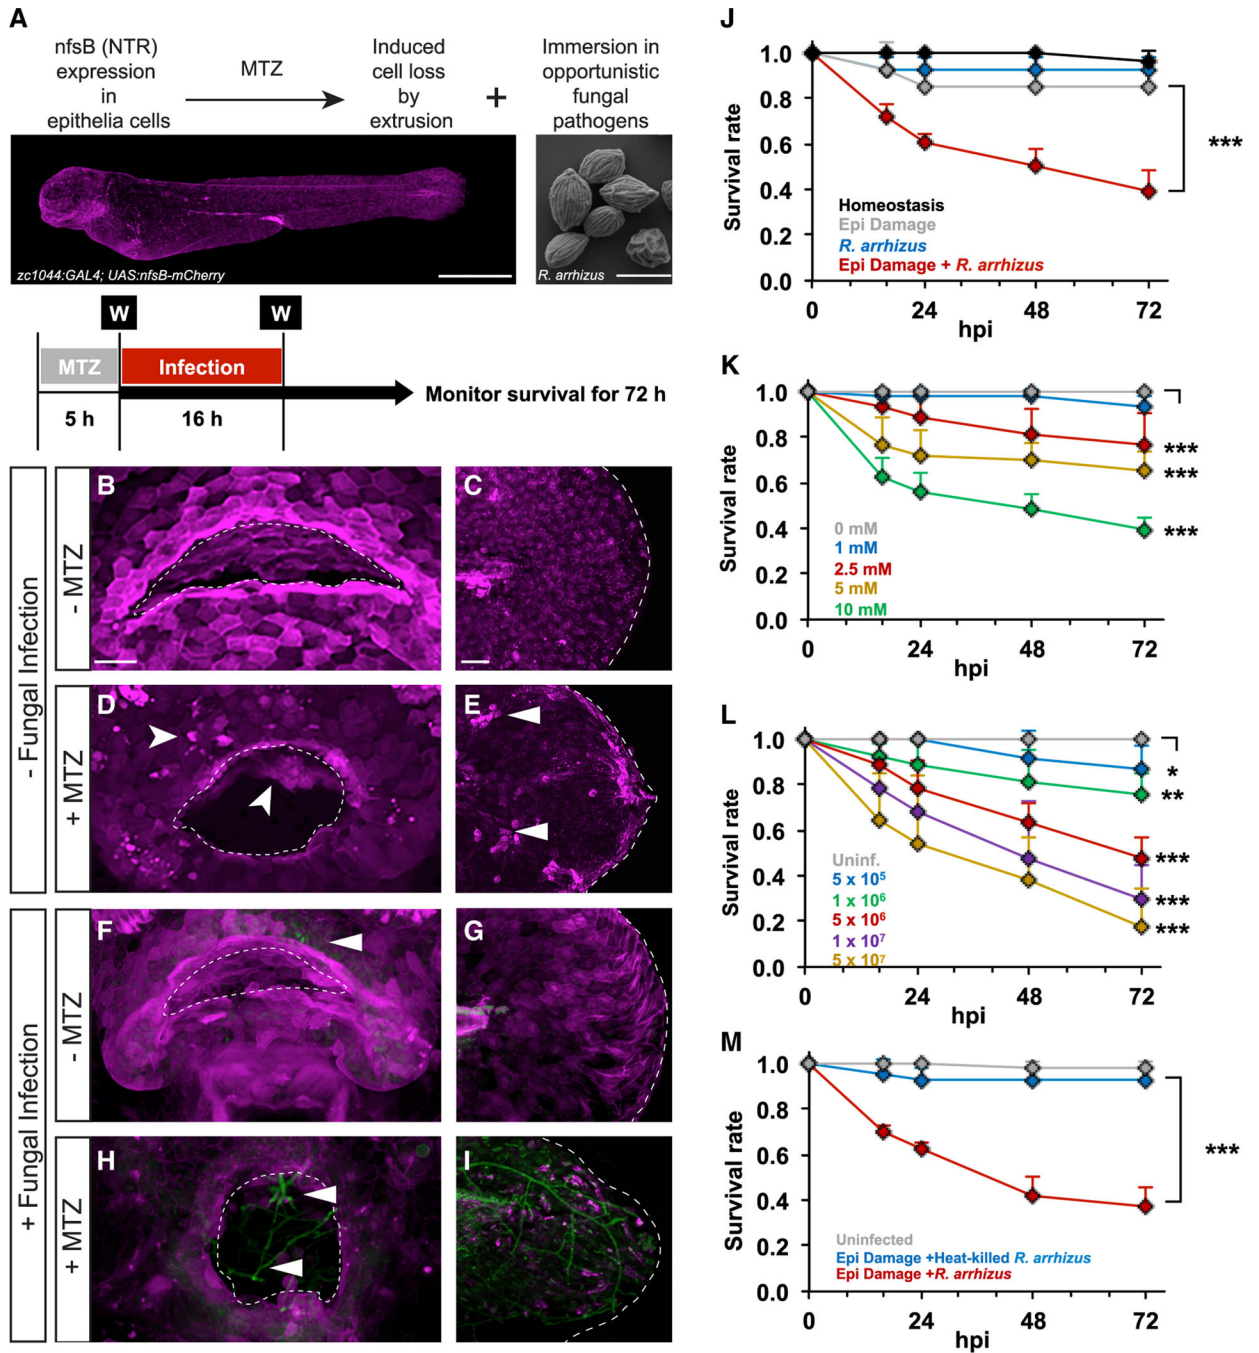 A
nfsB (NTR)
expression
in
epithelia cells
MTZ
Induced
cell loss
by
extrusion
+
Immersion in
opportunistic
fungal
pathogens
zc1044:GAL4; UAS:nfsB-mCherry
R. arrhizus
W
W
MTZ
Infection
5 h
16 h
Monitor survival for 72 h
- Fungal Infection
- MTZ
B
C
+ MTZ
D
E
+ Fungal Infection
- MTZ
F
G
+ MTZ
H
I
J
Survival rate
1.0
0.8
0.6
0.4
0.2
0.0
Homeostasis
Epi Damage
R. arrhizus
Epi Damage + R. arrhizus
***
0
24
48
72
hpi
K
Survival rate
1.0
0.8
0.6
0.4
0.2
0.0
0 mM
1 mM
2.5 mM
5 mM
10 mM
***
***
***
0
24
48
72
hpi
L
Survival rate
1.0
0.8
0.6
0.4
0.2
0.0
Uninf.
5 x 10⁵
1 x 10⁶
5 x 10⁶
1 x 10⁷
5 x 10⁷
*
**
***
***
***
0
24
48
72
hpi
M
Survival rate
1.0
0.8
0.6
0.4
0.2
0.0
Uninfected
Epi Damage +Heat-killed R. arrhizus
Epi Damage +R. arrhizus
***
0
24
48
72
hpi